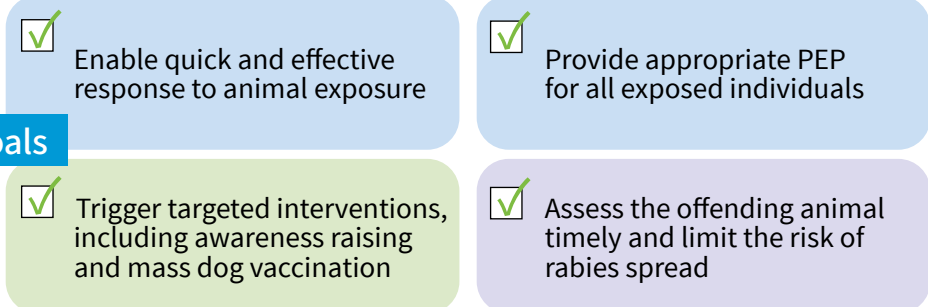 Enable quick and effective
response to animal exposure
Provide appropriate PEP
for all exposed individuals
oals
Trigger targeted interventions,
including awareness raising
and mass dog vaccination
Assess the offending animal
timely and limit the risk of
rabies spread